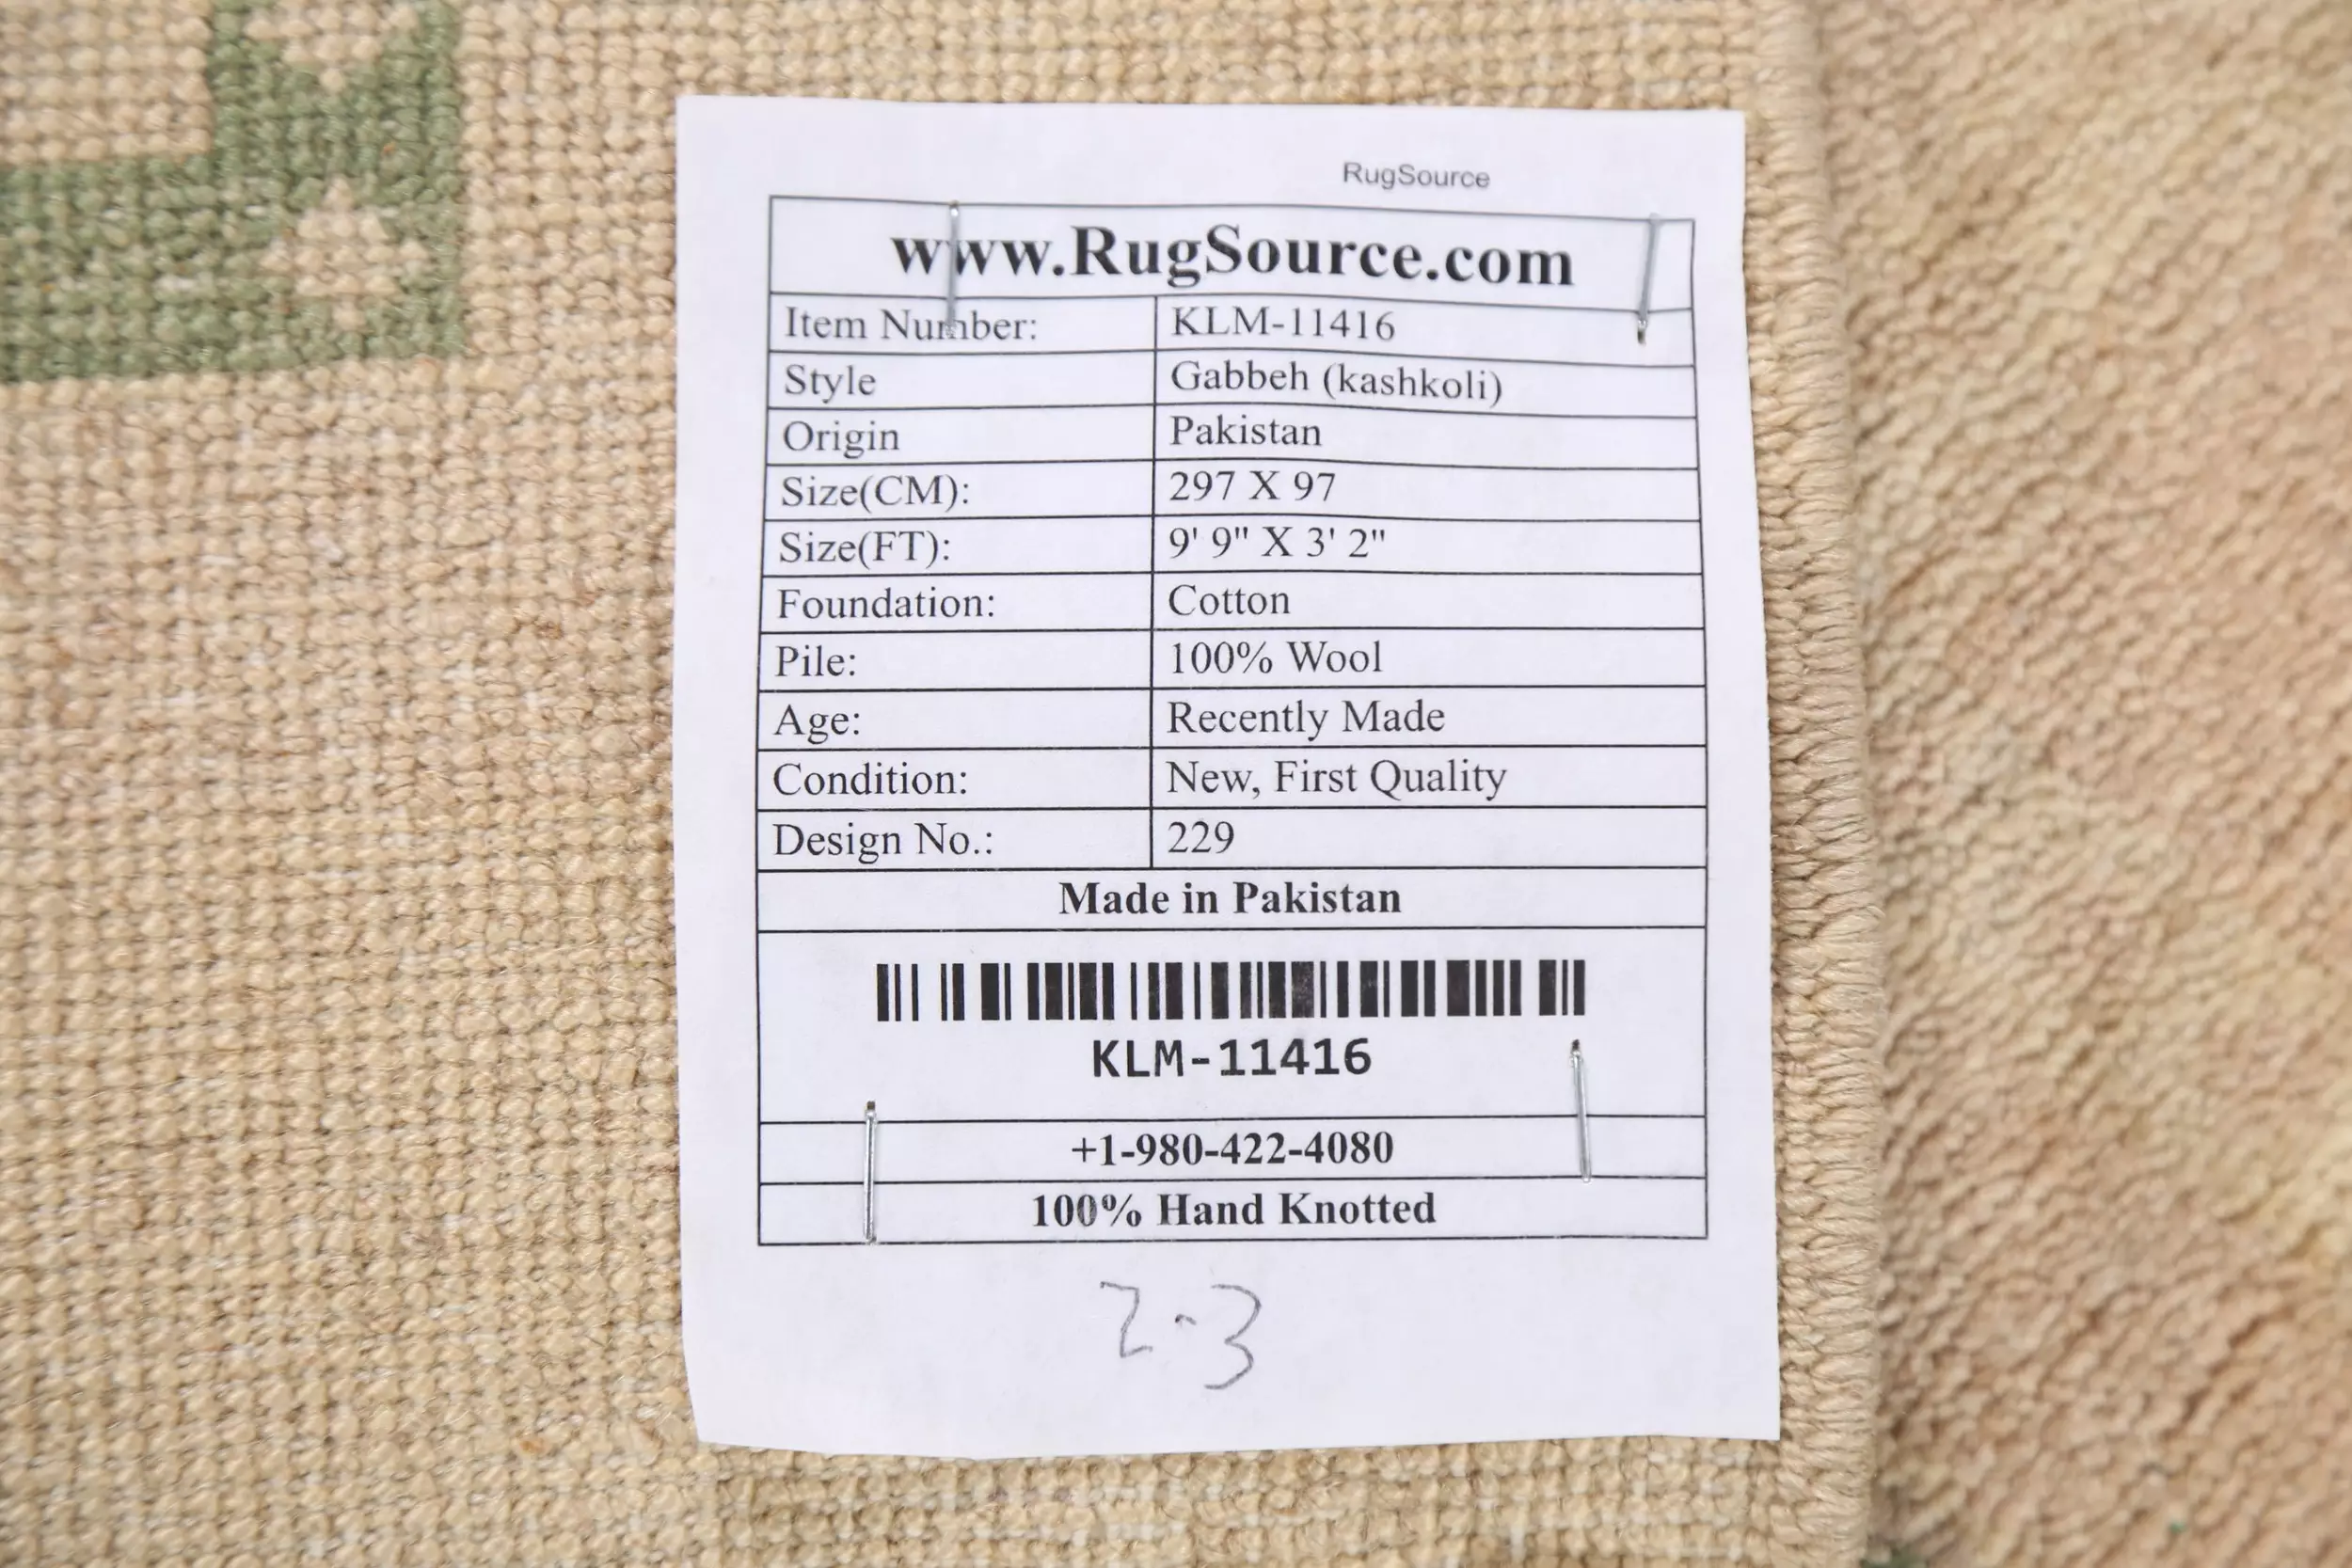 RugSource
www.RugSource.com
Item Number: KLM-11416
Style Gabbeh (kashkoli)
Origin Pakistan
Size(CM): 297 X 97
Size(FT): 9' 9" X 3' 2"
Foundation: Cotton
Pile: 100% Wool
Age: Recently Made
Condition: New, First Quality
Design No.: 229
Made in Pakistan
KLM-11416
+1-980-422-4080
100% Hand Knotted
2-3